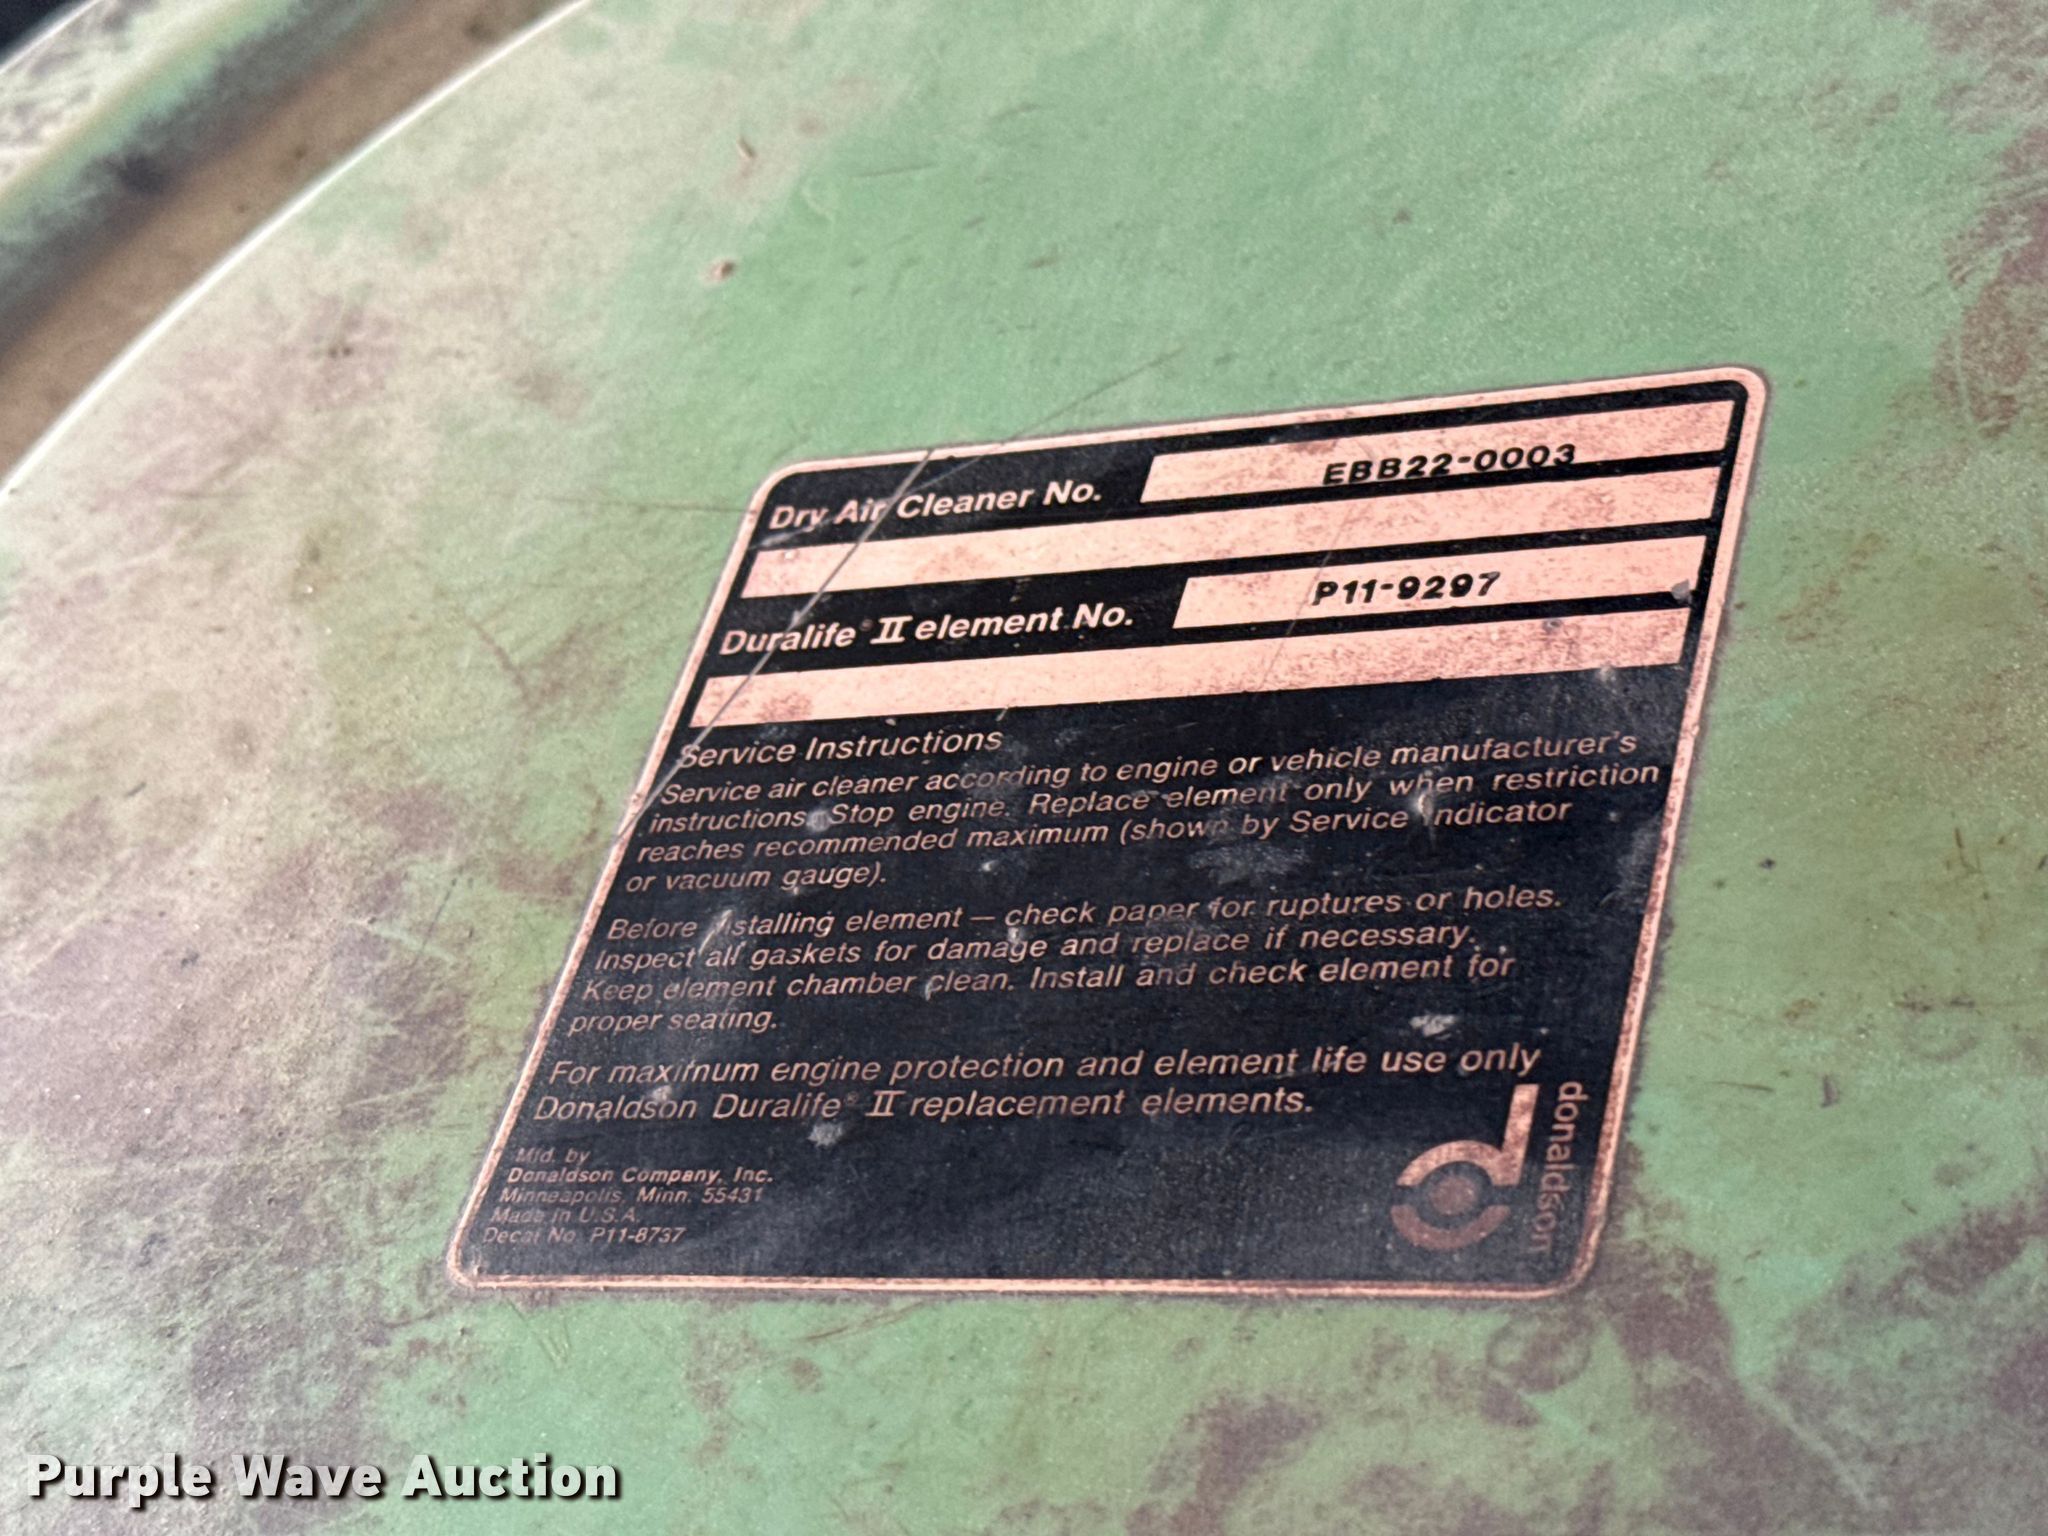 Dry Air Cleaner No. EBB22-0003
Duralife® II element No. P11-9297
Service Instructions
Service air cleaner according to engine or vehicle manufacturer's
instructions. Stop engine. Replace element only when restriction
reaches recommended maximum (shown by Service Indicator
or vacuum gauge).
Before installing element — check paper for ruptures or holes.
Inspect all gaskets for damage and replace if necessary.
Keep element chamber clean. Install and check element for
proper seating.
For maximum engine protection and element life use only
Donaldson Duralife® II replacement elements.
Mfd. by
Donaldson Company, Inc.
Minneapolis, Minn. 55431
Made in U.S.A.
Decal No. P11-8737
donaldson
Purple Wave Auction